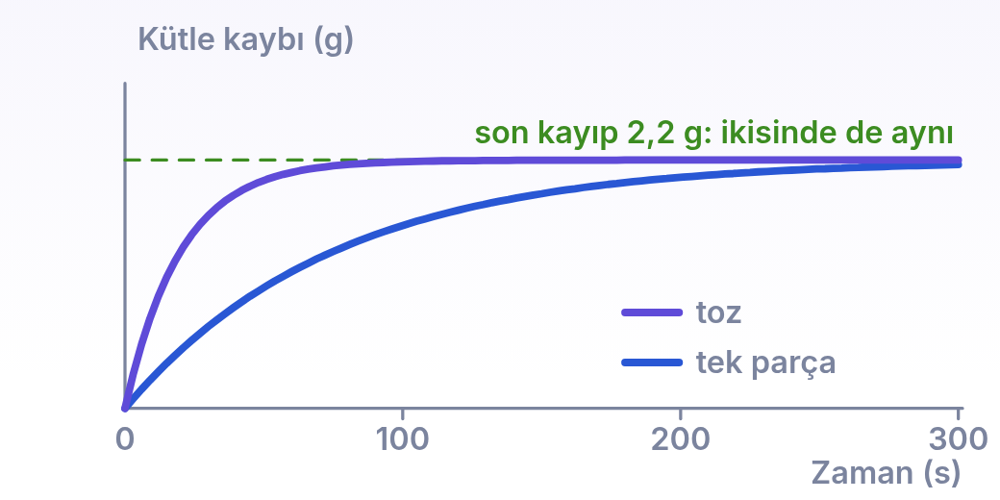 Kütle kaybı (g)
son kayıp 2,2 g: ikisinde de aynı
toz
tek parça
0
100
200
300
Zaman (s)